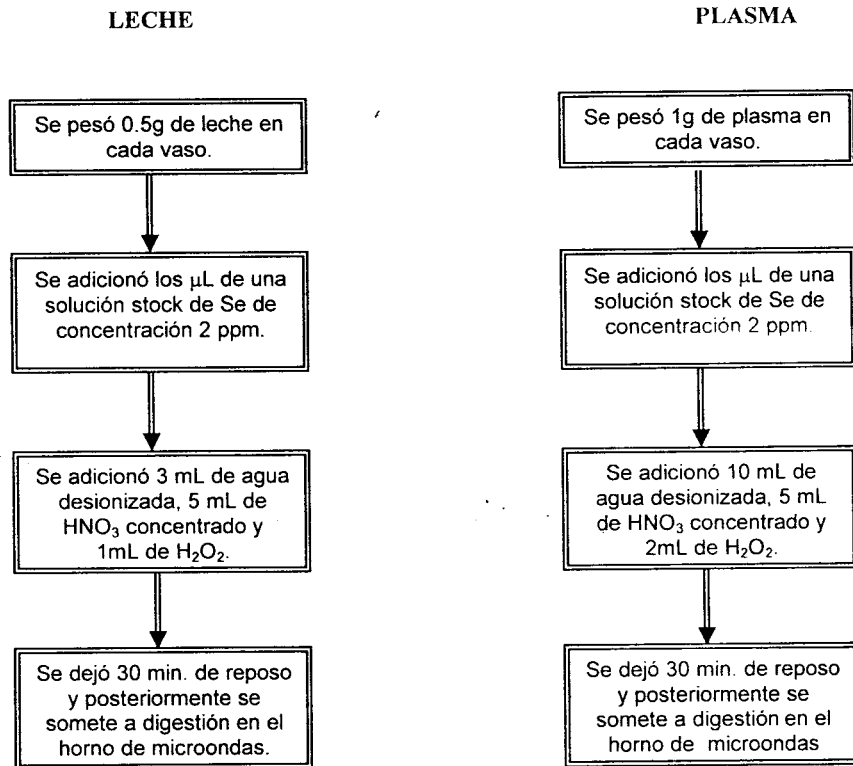 LECHE
Se pesó 0.5g de leche en
cada vaso.
Se adicionó los μL de una
solución stock de Se de
concentración 2 ppm.
Se adicionó 3 mL de agua
desionizada, 5 mL de
HNO₃ concentrado y
1mL de H₂O₂.
Se dejó 30 min. de reposo
y posteriormente se
somete a digestión en el
horno de microondas.
PLASMA
Se pesó 1g de plasma en
cada vaso.
Se adicionó los μL de una
solución stock de Se de
concentración 2 ppm.
Se adicionó 10 mL de
agua desionizada, 5 mL
de HNO₃ concentrado y
2mL de H₂O₂.
Se dejó 30 min. de reposo
y posteriormente se
somete a digestión en el
horno de microondas